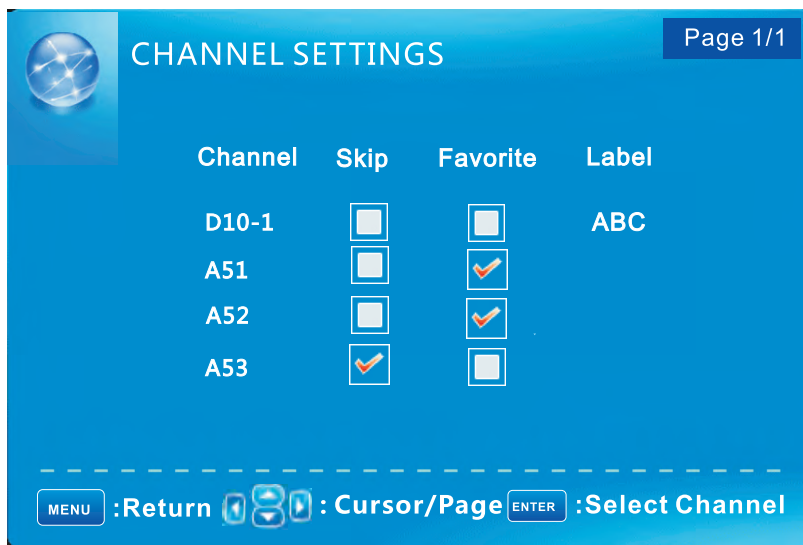 CHANNEL SETTINGS Page 1/1
Channel Skip Favorite Label
D10-1 ABC
A51
A52
A53
MENU :Return : Cursor/Page ENTER :Select Channel